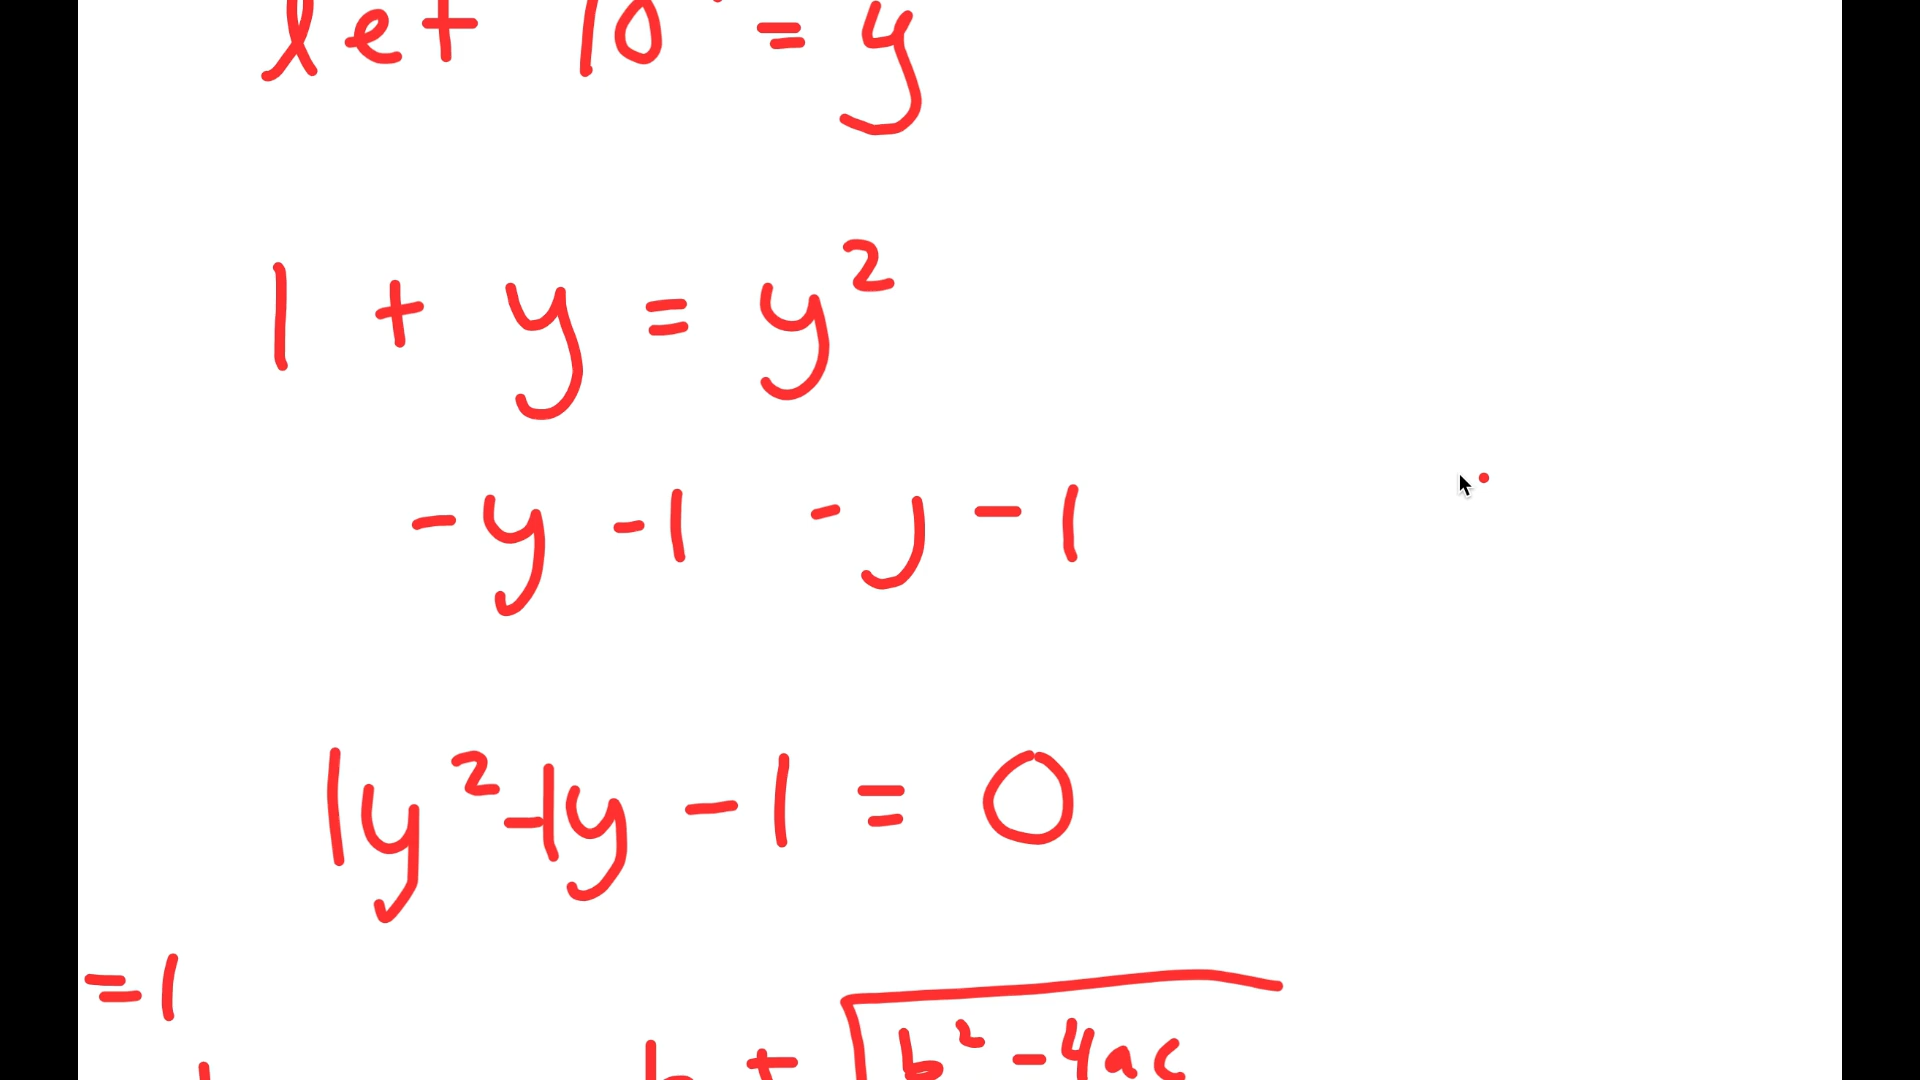 let 10 = y
1 + y = y²
- y - 1 - y - 1
1y² - 1y - 1 = 0
= 1
b ± √b² - 4ac